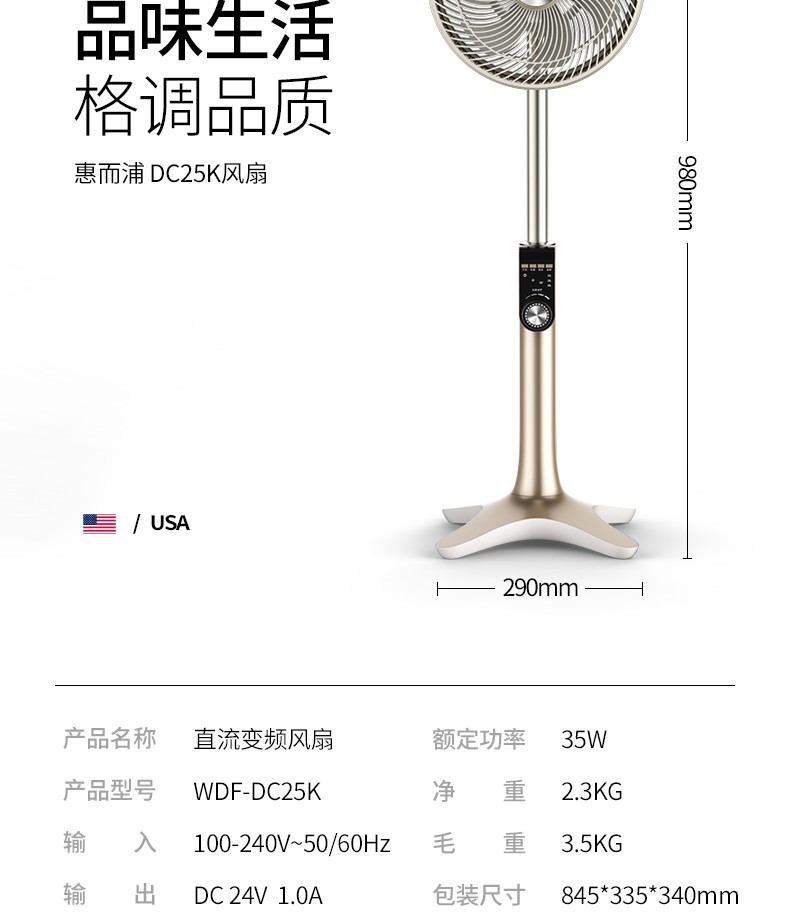 品味生活
格调品质
惠而浦 DC25K风扇
980mm
/ USA
290mm
产品名称 直流变频风扇 额定功率 35W
产品型号 WDF-DC25K 净 重 2.3KG
输 入 100-240V~50/60Hz 毛 重 3.5KG
输 出 DC 24V 1.0A 包装尺寸 845*335*340mm